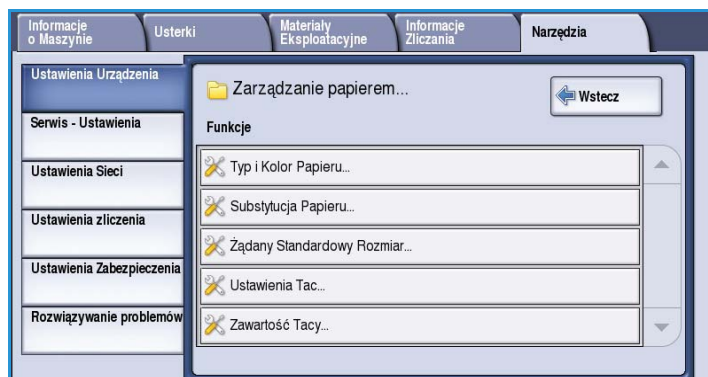 Informacje
o Maszynie
Usterki
Materiały
Eksploatacyjne
Informacje
Zliczania
Narzędzia
Ustawienia Urządzenia
Serwis - Ustawienia
Ustawienia Sieci
Ustawienia zliczenia
Ustawienia Zabezpieczenia
Rozwiązywanie problemów
Zarządzanie papierem...
Wstecz
Funkcje
Typ i Kolor Papieru...
Substytucja Papieru...
Żądany Standardowy Rozmiar...
Ustawienia Tac...
Zawartość Tacy...